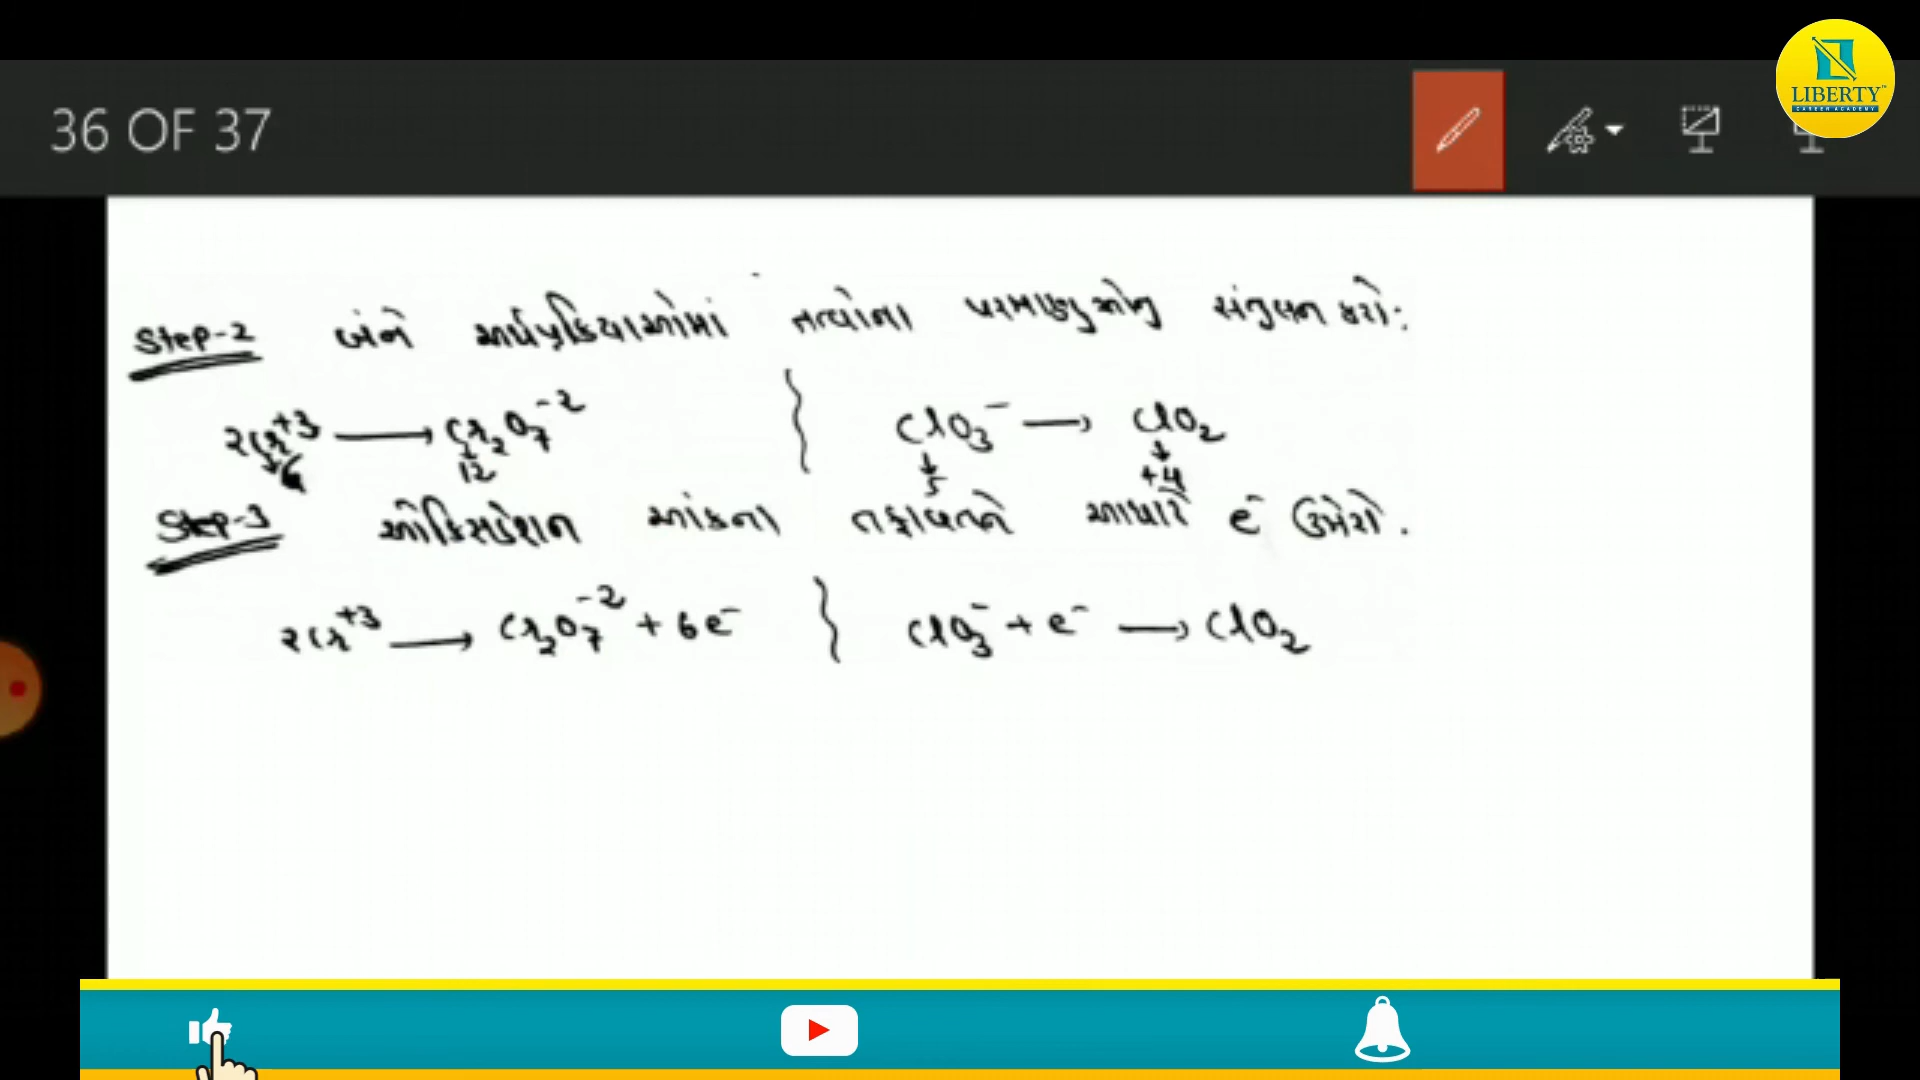 36 OF 37
LIBERTY
CAREER ACADEMY
Step-2 બંને અર્ધપ્રક્રિયાઓમાં તત્વોના પરમાણુઓનું સંતુલન કરો:
2Cr⁺³ ⟶ Cr₂O₇⁻² ClO₃⁻ ⟶ ClO₂
6 12 5 +4
Step-3 ઓક્સિડેશન આંકના તફાવતને આધારે e⁻ ઉમેરો.
2Cr⁺³ ⟶ Cr₂O₇⁻² + 6e⁻ ClO₃⁻ + e⁻ ⟶ ClO₂